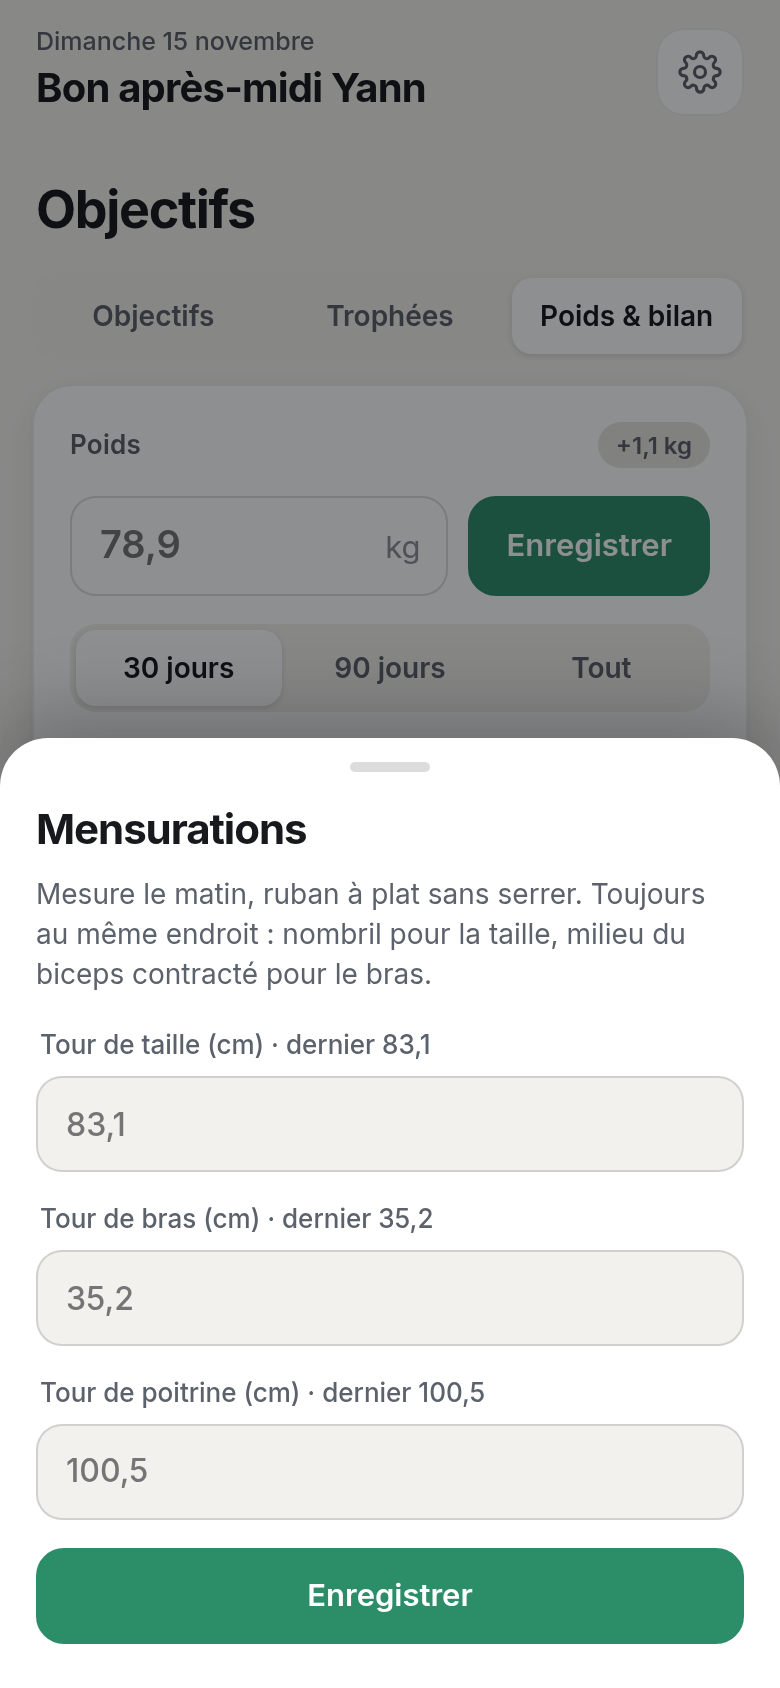 Dimanche 15 novembre
Bon après-midi Yann
Objectifs
Objectifs
Trophées
Poids & bilan
Poids
+1,1 kg
78,9
kg
Enregistrer
30 jours
90 jours
Tout
Mensurations
Mesure le matin, ruban à plat sans serrer. Toujours
au même endroit : nombril pour la taille, milieu du
biceps contracté pour le bras.
Tour de taille (cm) · dernier 83,1
83,1
Tour de bras (cm) · dernier 35,2
35,2
Tour de poitrine (cm) · dernier 100,5
100,5
Enregistrer